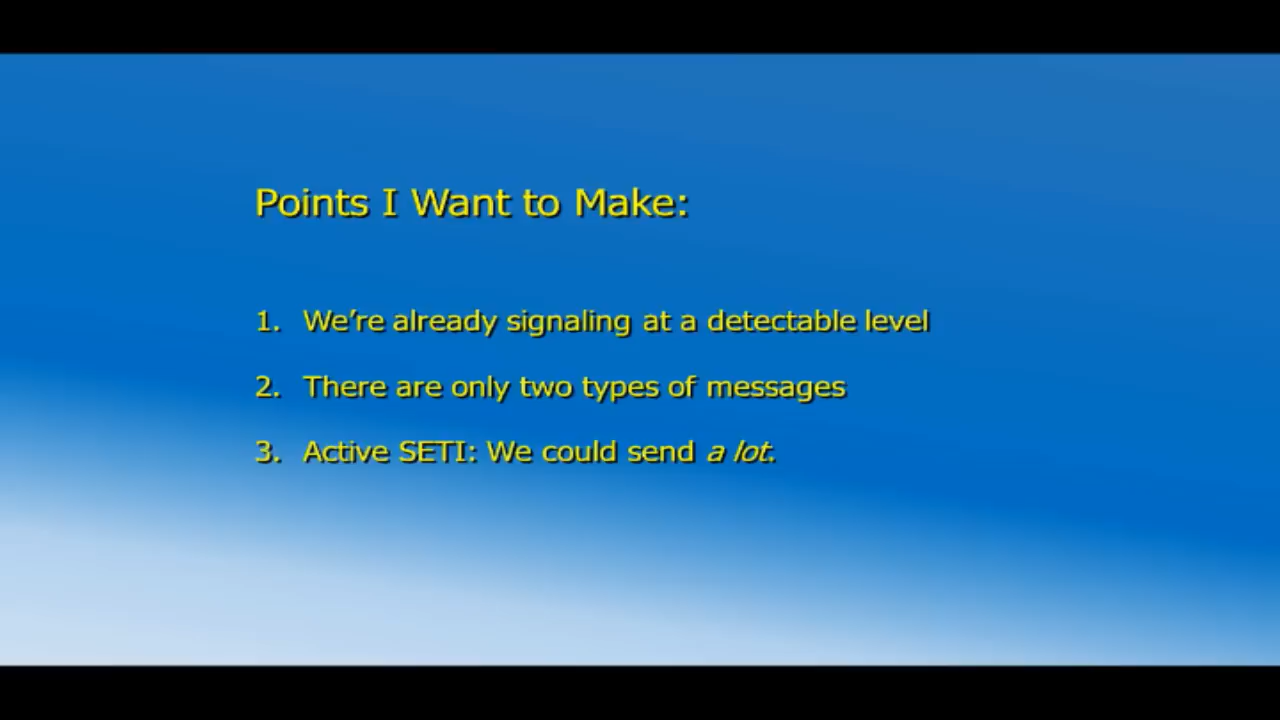 Points I Want to Make:
1. We’re already signaling at a detectable level
2. There are only two types of messages
3. Active SETI: We could send a lot.